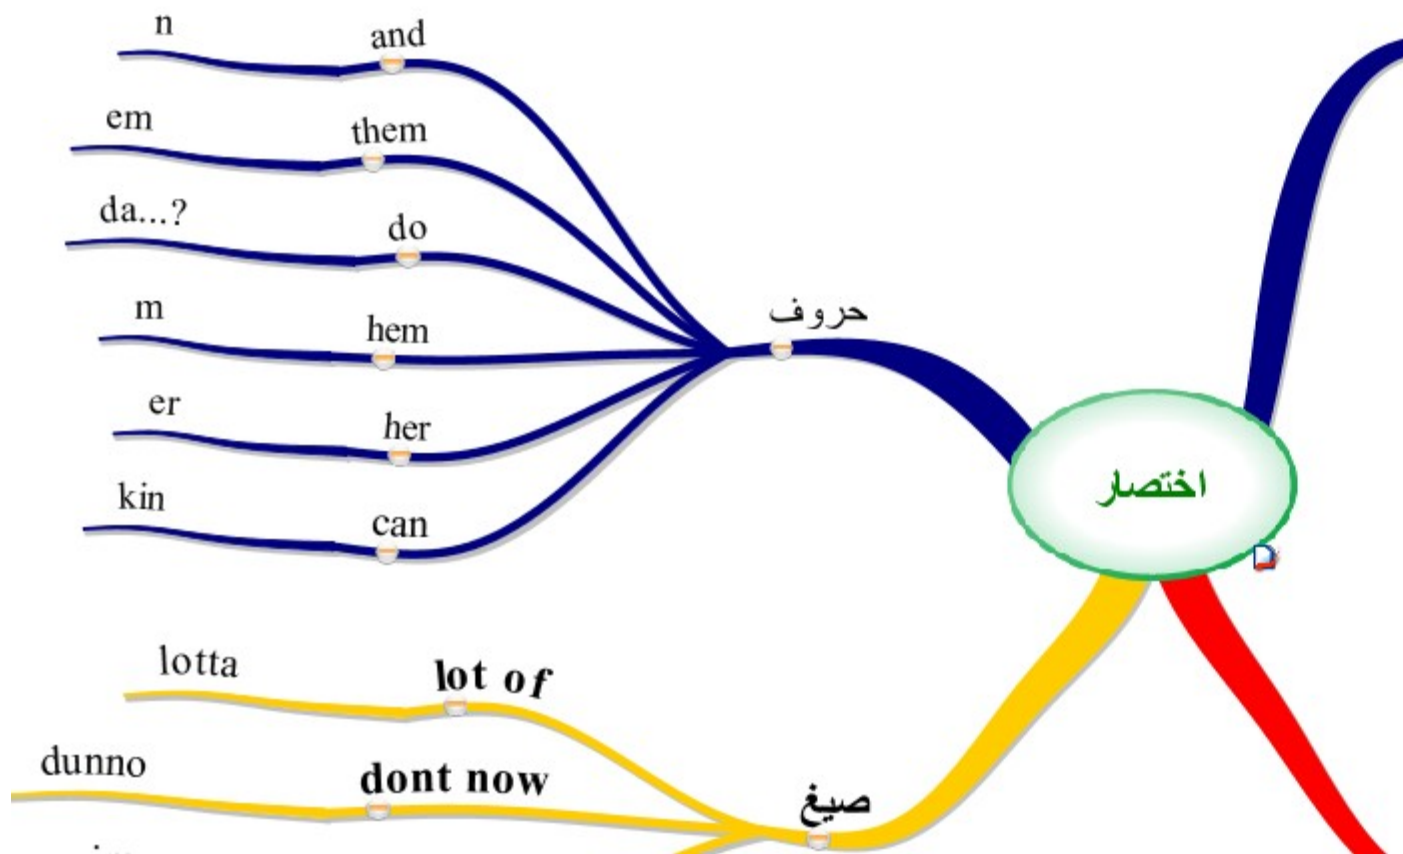 اختصار
حروف
and
n
them
em
do
da...?
hem
m
her
er
can
kin
صيغ
lot of
lotta
dont now
dunno